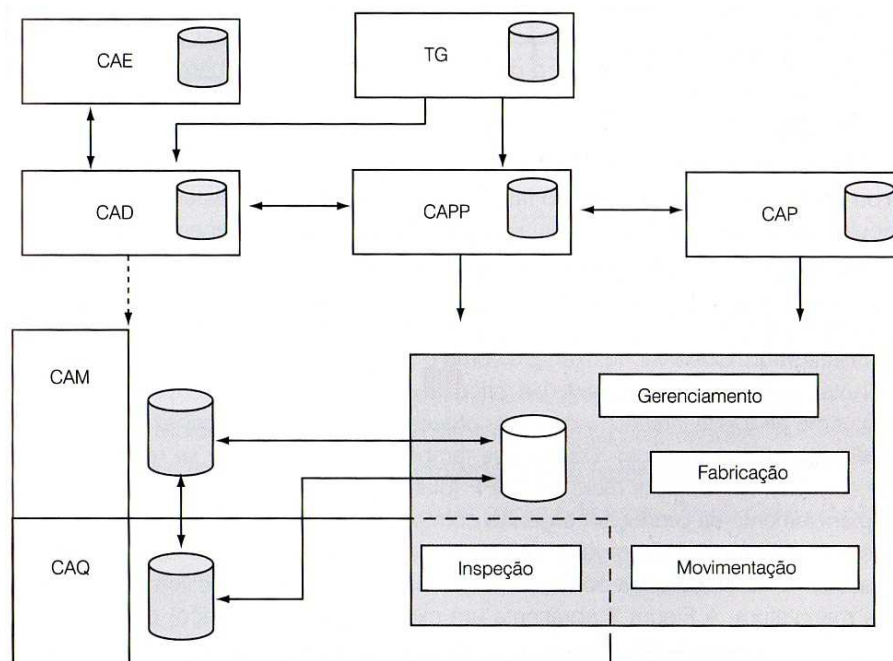 CAE
TG
CAD
CAPP
CAP
CAM
Gerenciamento
Fabricação
CAQ
Inspeção
Movimentação